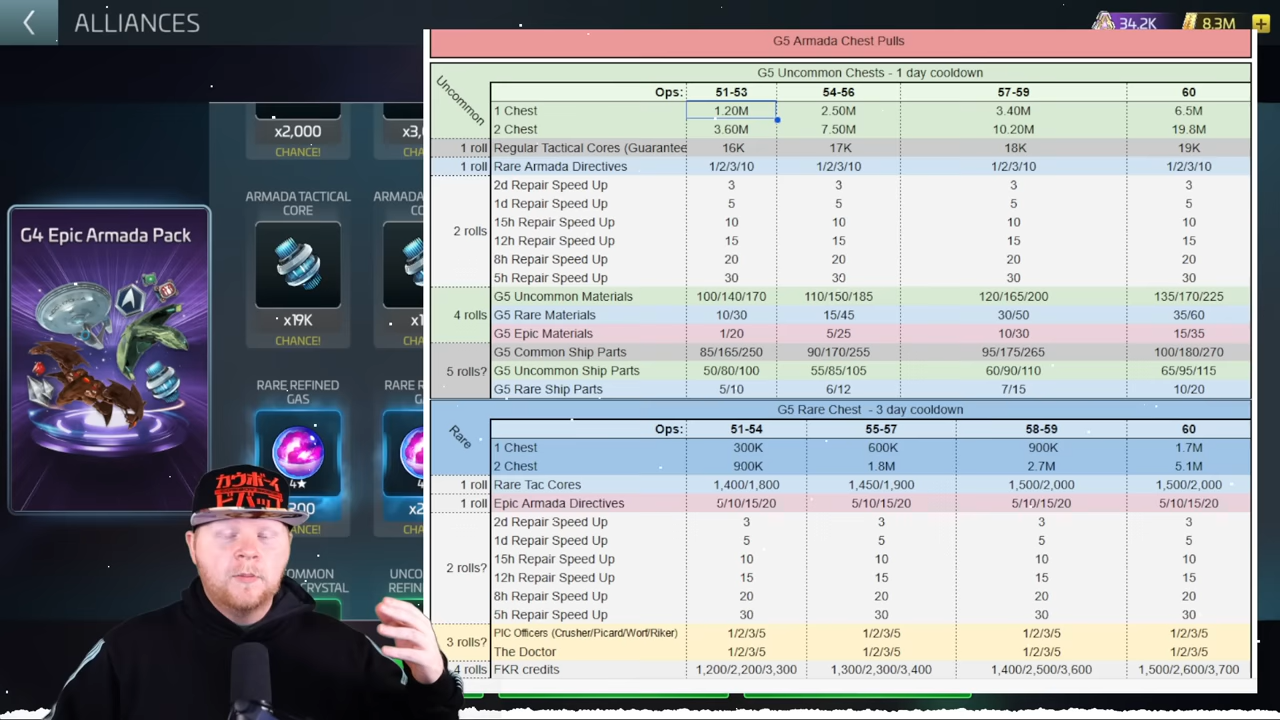 ALLIANCES
34.2K
8.3M
x2,000
CHANCE!
CHANCE!
ARMADA TACTICAL
CORE
x19K
CHANCE!
CHANCE!
RARE REFINED
GAS
4★
CHANCE!
G4 Epic Armada Pack
カウボーイ
ビバップ
G5 Armada Chest Pulls
Uncommon
G5 Uncommon Chests - 1 day cooldown
Ops: 51-53 54-56 57-59 60
1 Chest 1.20M 2.50M 3.40M 6.5M
2 Chest 3.60M 7.50M 10.20M 19.8M
1 roll Regular Tactical Cores (Guarantee 16K 17K 18K 19K
1 roll Rare Armada Directives 1/2/3/10 1/2/3/10 1/2/3/10 1/2/3/10
2d Repair Speed Up 3 3 3 3
1d Repair Speed Up 5 5 5 5
15h Repair Speed Up 10 10 10 10
2 rolls 12h Repair Speed Up 15 15 15 15
8h Repair Speed Up 20 20 20 20
5h Repair Speed Up 30 30 30 30
G5 Uncommon Materials 100/140/170 110/150/185 120/165/200 135/170/225
4 rolls G5 Rare Materials 10/30 15/45 30/50 35/60
G5 Epic Materials 1/20 5/25 10/30 15/35
G5 Common Ship Parts 85/165/250 90/170/255 95/175/265 100/180/270
5 rolls? G5 Uncommon Ship Parts 50/80/100 55/85/105 60/90/110 65/95/115
G5 Rare Ship Parts 5/10 6/12 7/15 10/20
Rare
G5 Rare Chest - 3 day cooldown
Ops: 51-54 55-57 58-59 60
1 Chest 300K 600K 900K 1.7M
2 Chest 900K 1.8M 2.7M 5.1M
1 roll Rare Tac Cores 1,400/1,800 1,450/1,900 1,500/2,000 1,500/2,000
1 roll Epic Armada Directives 5/10/15/20 5/10/15/20 5/10/15/20 5/10/15/20
2d Repair Speed Up 3 3 3 3
1d Repair Speed Up 5 5 5 5
15h Repair Speed Up 10 10 10 10
2 rolls? 12h Repair Speed Up 15 15 15 15
8h Repair Speed Up 20 20 20 20
5h Repair Speed Up 30 30 30 30
3 rolls? PIC Officers (Crusher/Picard/Worf/Riker) 1/2/3/5 1/2/3/5 1/2/3/5 1/2/3/5
The Doctor 1/2/3/5 1/2/3/5 1/2/3/5 1/2/3/5
4 rolls FKR credits 1,200/2,200/3,300 1,300/2,300/3,400 1,400/2,500/3,600 1,500/2,600/3,700